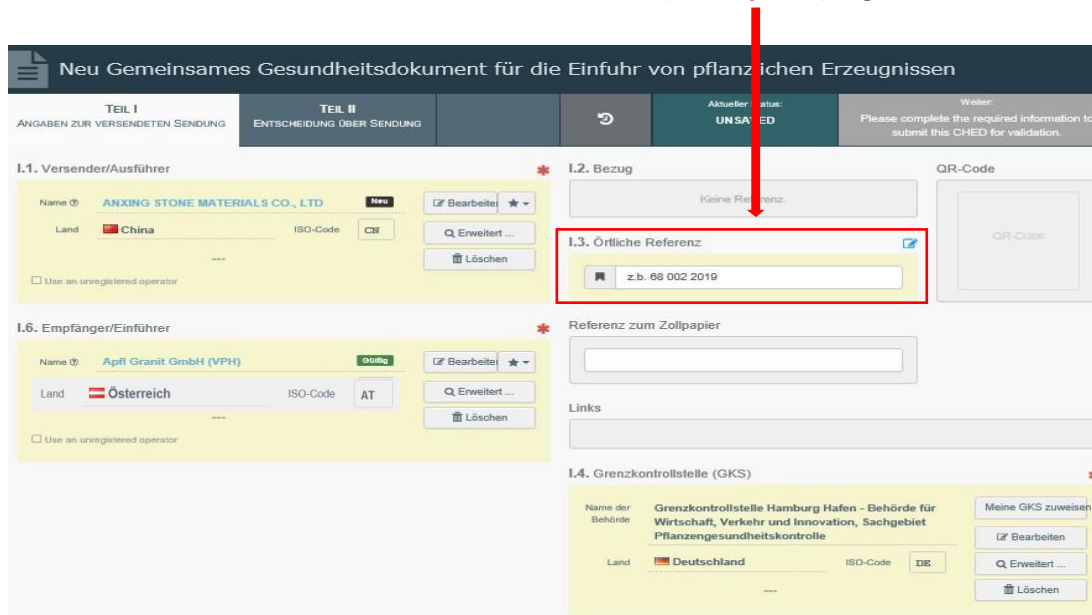 Neu Gemeinsames Gesundheitsdokument für die Einfuhr von pflanzlichen Erzeugnissen
TEIL I
ANGABEN ZUR VERSENDETEN SENDUNG
TEIL II
ENTSCHEIDUNG ÜBER SENDUNG
Aktueller Status:
UNSAVED
Weiter:
Please complete the required information to
submit this CHED for validation.
I.1. Versender/Ausführer *
Name ANXING STONE MATERIALS CO., LTD Neu
Bearbeiten
Land China ISO-Code CN
Erweitert ...
---
Löschen
Use an unregistered operator
I.2. Bezug
Keine Referenz.
QR-Code
QR-CODE
I.3. Örtliche Referenz
z.b. 68 002 2019
I.6. Empfänger/Einführer *
Name Apfl Granit GmbH (VPH) Gültig
Bearbeiten
Land Österreich ISO-Code AT
Erweitert ...
---
Löschen
Use an unregistered operator
Referenz zum Zollpapier
Links
I.4. Grenzkontrollstelle (GKS) *
Name der
Behörde
Grenzkontrollstelle Hamburg Hafen - Behörde für
Wirtschaft, Verkehr und Innovation, Sachgebiet
Pflanzengesundheitskontrolle
Meine GKS zuweisen
Bearbeiten
Land Deutschland ISO-Code DE
Erweitert ...
---
Löschen